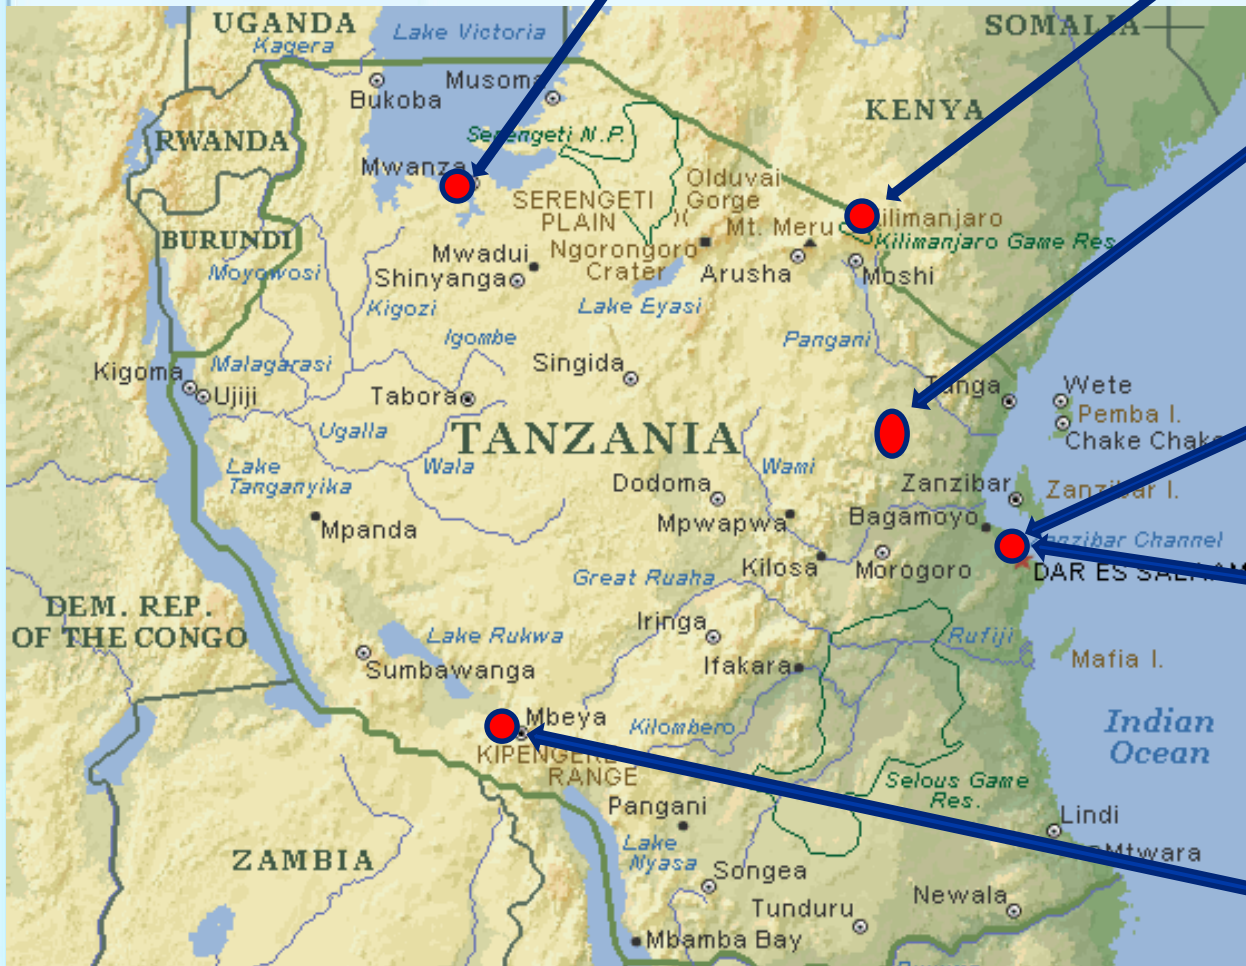 UGANDA
Kagera
Lake Victoria
SOMALIA
Musoma
Bukoba
KENYA
RWANDA
Serengeti N.P.
Mwanza
Olduvai
Gorge
SERENGETI
PLAIN
Mt. Meru
ilimanjaro
Kilimanjaro Game Res.
BURUNDI
Ngorongoro
Crater
Mwadui
Moyowosi
Shinyanga
Arusha
Moshi
Kigozi
Lake Eyasi
Igombe
Pangani
Malagarasi
Singida
Kigoma
Ujiji
Tabora
Tanga
Wete
Pemba I.
Chake Chake
Ugalla
TANZANIA
Lake
Tanganyika
Wala
Wami
Dodoma
Zanzibar
Zanzibar I.
Mpanda
Mpwapwa
Bagamoyo
anzibar Channel
Kilosa
Morogoro
DAR ES SALAAM
Great Ruaha
DEM. REP.
OF THE CONGO
Iringa
Lake Rukwa
Rufiji
Sumbawanga
Ifakara
Mafia I.
Mbeya
Kilombero
Indian
Ocean
KIPENGERE
RANGE
Selous Game
Res.
Pangani
Lindi
Lake
Nyasa
Mtwara
ZAMBIA
Songea
Newala
Tunduru
Mbamba Bay